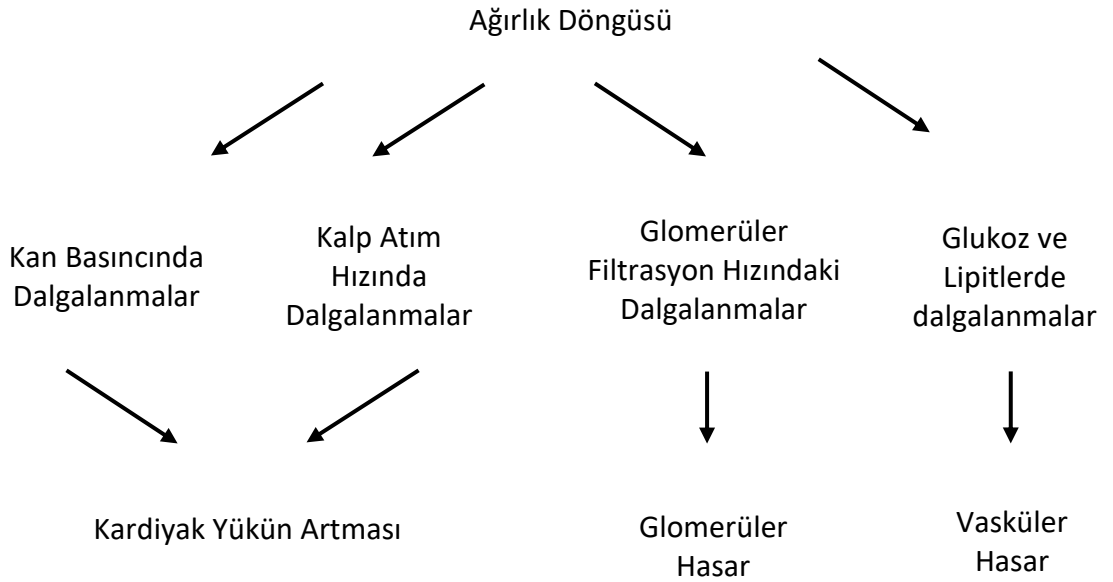 Ağırlık Döngüsü
Kan Basıncında
Dalgalanmalar
Kalp Atım
Hızında
Dalgalanmalar
Glomerüler
Filtrasyon Hızındaki
Dalgalanmalar
Glukoz ve
Lipitlerde
dalgalanmalar
Kardiyak Yükün Artması
Glomerüler
Hasar
Vasküler
Hasar